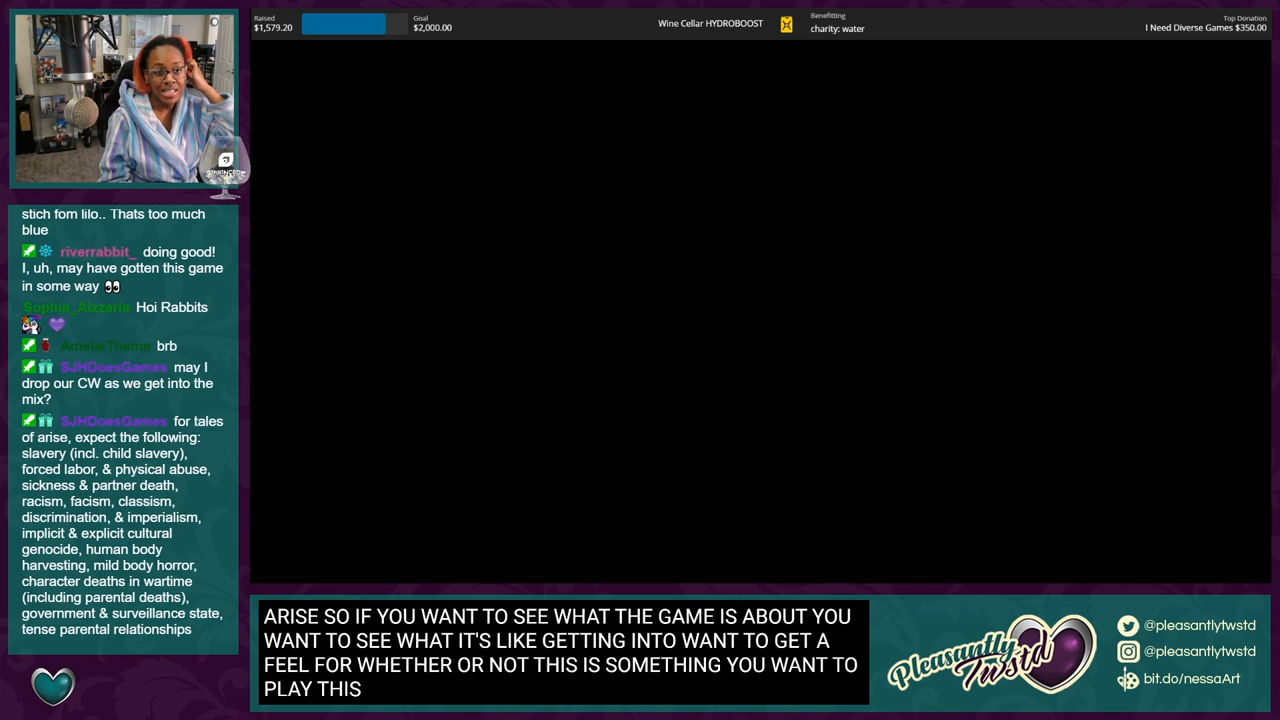 Raised
$1,579.20
Goal
$2,000.00
Wine Cellar HYDROBOOST
Benefitting
charity: water
Top Donation
I Need Diverse Games $350.00
stich fom lilo.. Thats too much
blue
riverrabbit_ doing good!
I, uh, may have gotten this game
in some way
Sophia_Aizzaria Hoi Rabbits
AmelieThema brb
SJHDoesGames may I
drop our CW as we get into the
mix?
SJHDoesGames for tales
of arise, expect the following:
slavery (incl. child slavery),
forced labor, & physical abuse,
sickness & partner death,
racism, facism, classism,
discrimination, & imperialism,
implicit & explicit cultural
genocide, human body
harvesting, mild body horror,
character deaths in wartime
(including parental deaths),
government & surveillance state,
tense parental relationships
ARISE SO IF YOU WANT TO SEE WHAT THE GAME IS ABOUT YOU
WANT TO SEE WHAT IT'S LIKE GETTING INTO WANT TO GET A
FEEL FOR WHETHER OR NOT THIS IS SOMETHING YOU WANT TO
PLAY THIS
Pleasantly
Twstd
@pleasantlytwstd
@pleasantlytwstd
bit.do/nessaArt